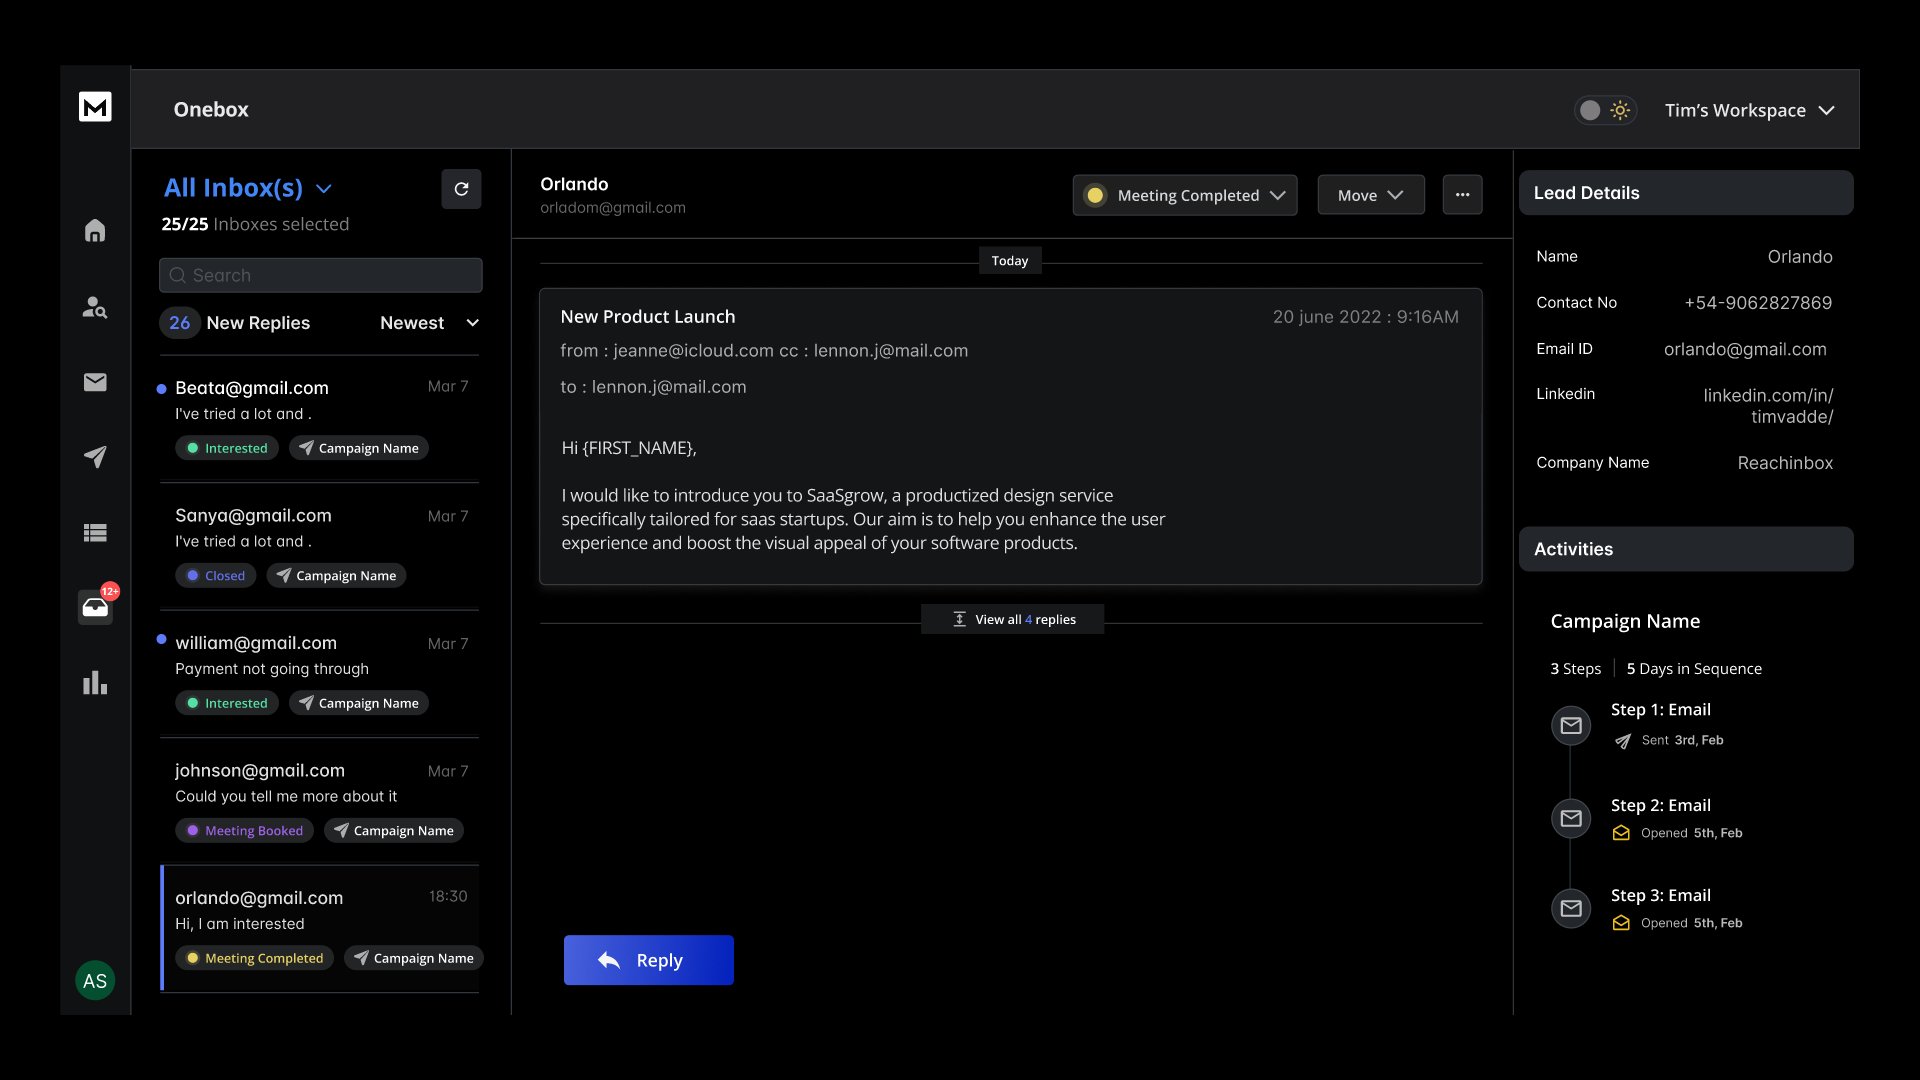 M
Onebox
Tim’s Workspace
All Inbox(s)
25/25 Inboxes selected
Search
26 New Replies
Newest
Beata@gmail.com
Mar 7
I've tried a lot and .
Interested
Campaign Name
Sanya@gmail.com
Mar 7
I've tried a lot and .
Closed
Campaign Name
12+
william@gmail.com
Mar 7
Payment not going through
Interested
Campaign Name
johnson@gmail.com
Mar 7
Could you tell me more about it
Meeting Booked
Campaign Name
orlando@gmail.com
18:30
Hi, I am interested
Meeting Completed
Campaign Name
AS
Orlando
orladom@gmail.com
Meeting Completed
Move
Today
New Product Launch
20 june 2022 : 9:16AM
from : jeanne@icloud.com cc : lennon.j@mail.com
to : lennon.j@mail.com
Hi {FIRST_NAME},
I would like to introduce you to SaaSgrow, a productized design service
specifically tailored for saas startups. Our aim is to help you enhance the user
experience and boost the visual appeal of your software products.
View all 4 replies
Reply
Lead Details
Name
Orlando
Contact No
+54-9062827869
Email ID
orlando@gmail.com
Linkedin
linkedin.com/in/
timvadde/
Company Name
Reachinbox
Activities
Campaign Name
3 Steps
5 Days in Sequence
Step 1: Email
Sent 3rd, Feb
Step 2: Email
Opened 5th, Feb
Step 3: Email
Opened 5th, Feb